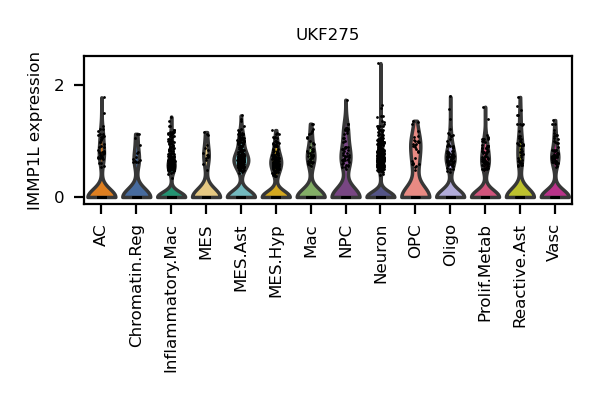 UKF275
IMMP1L expression
2
0
AC
Chromatin.Reg
Inflammatory.Mac
MES
MES.Ast
MES.Hyp
Mac
NPC
Neuron
OPC
Oligo
Prolif.Metab
Reactive.Ast
Vasc